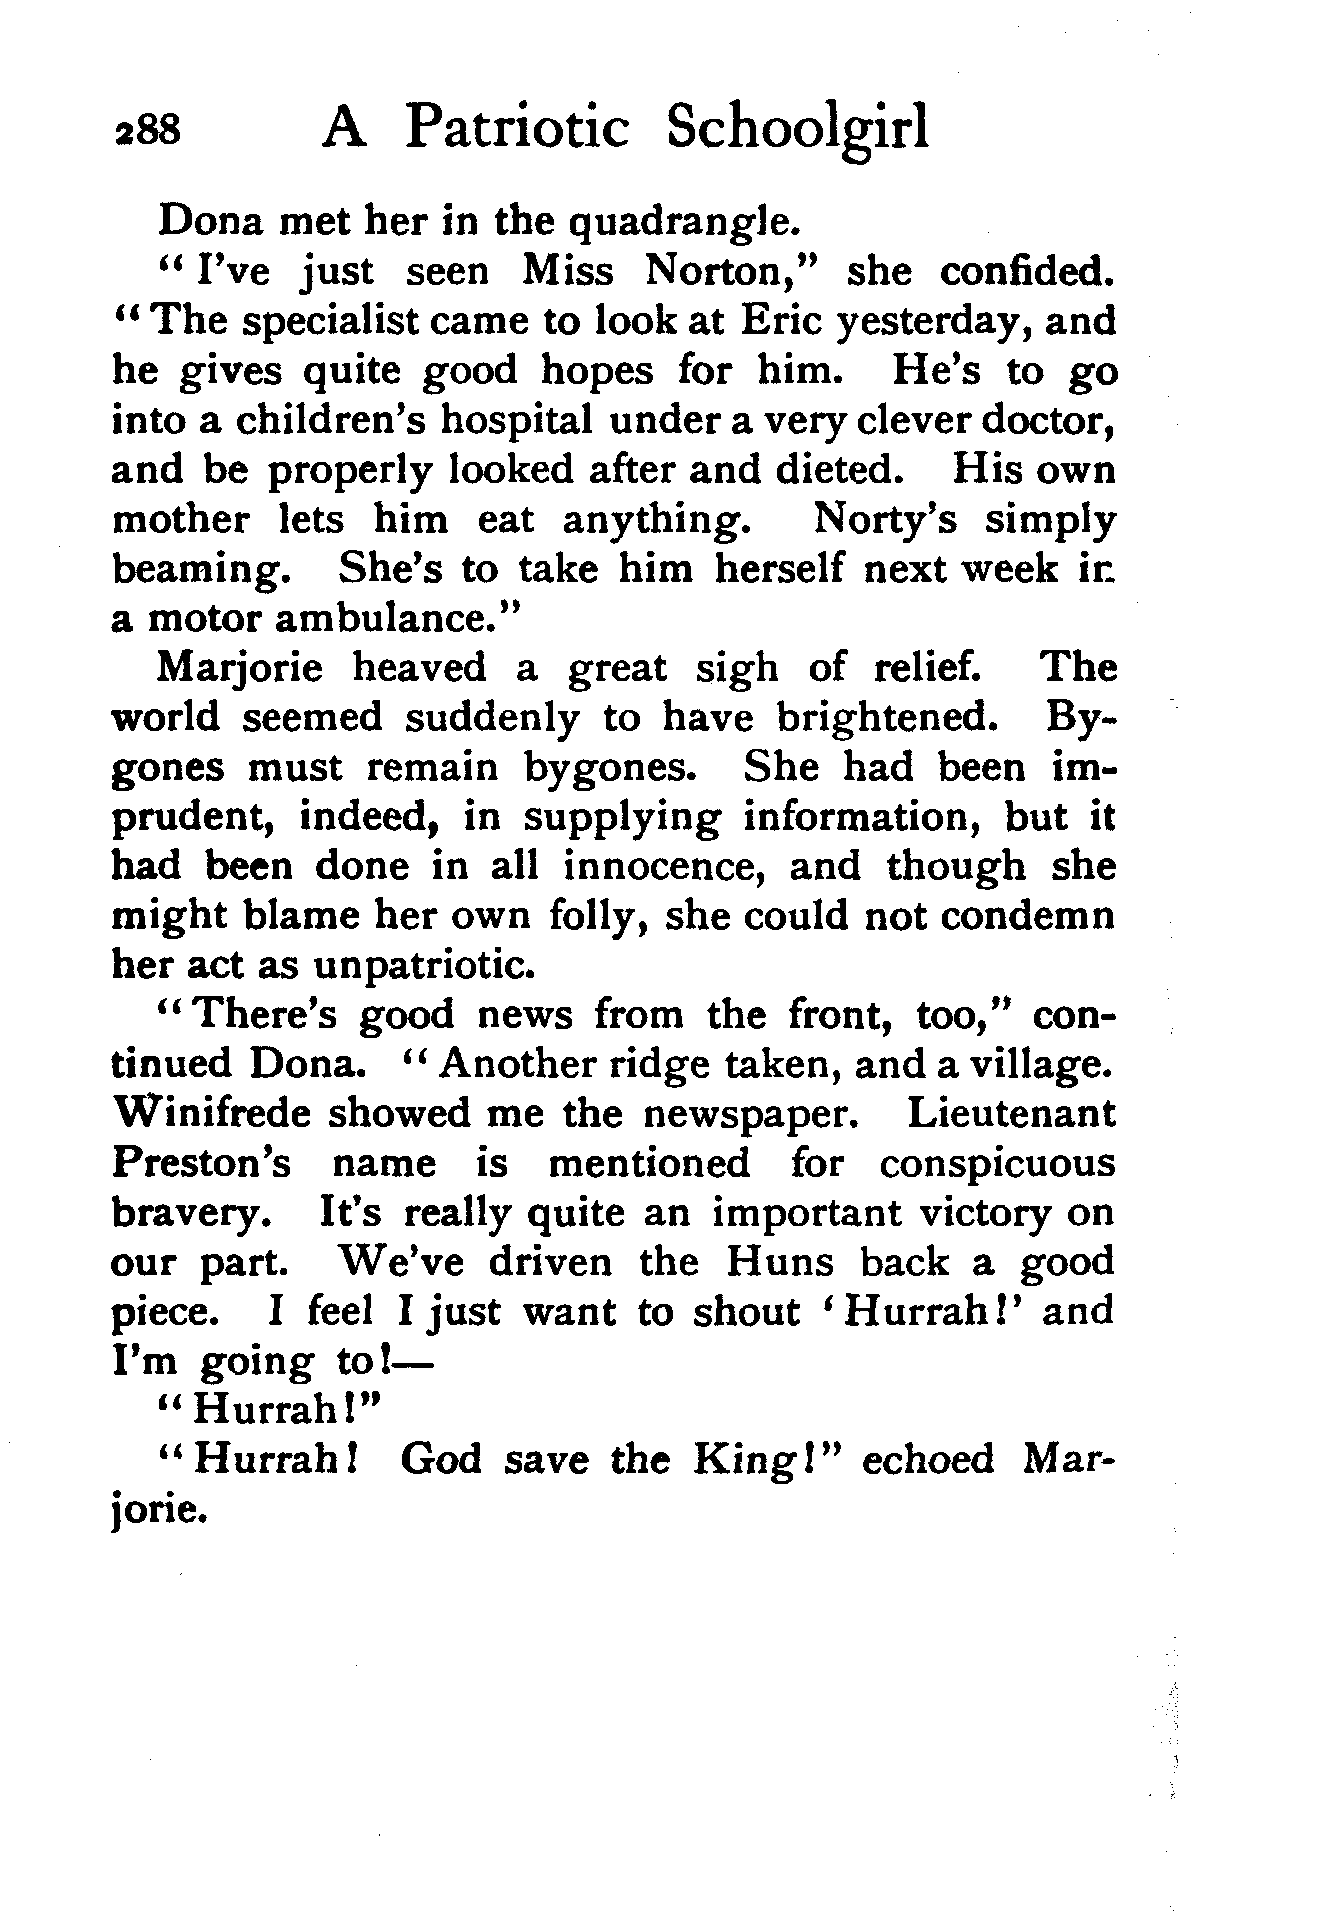 288 A Patriotic Schoolgirl
Dona met her in the quadrangle.
“I've just seen Miss Norton,” she confided.
“The specialist came to look at Eric yesterday, and
he gives quite good hopes for him. He's to go
into a children's hospital under a very clever doctor,
and be properly looked after and dieted. His own
mother lets him eat anything. Norty's simply
beaming. She's to take him herself next week in
a motor ambulance.”
Marjorie heaved a great sigh of relief. The
world seemed suddenly to have brightened. By-
gones must remain bygones. She had been im-
prudent, indeed, in supplying information, but it
had been done in all innocence, and though she
might blame her own folly, she could not condemn
her act as unpatriotic.
“There's good news from the front, too,” con-
tinued Dona. “Another ridge taken, and a village.
Winifrede showed me the newspaper. Lieutenant
Preston's name is mentioned for conspicuous
bravery. It's really quite an important victory on
our part. We've driven the Huns back a good
piece. I feel I just want to shout ‘Hurrah!’ and
I'm going to!—
“Hurrah!”
“Hurrah! God save the King!” echoed Mar-
jorie.